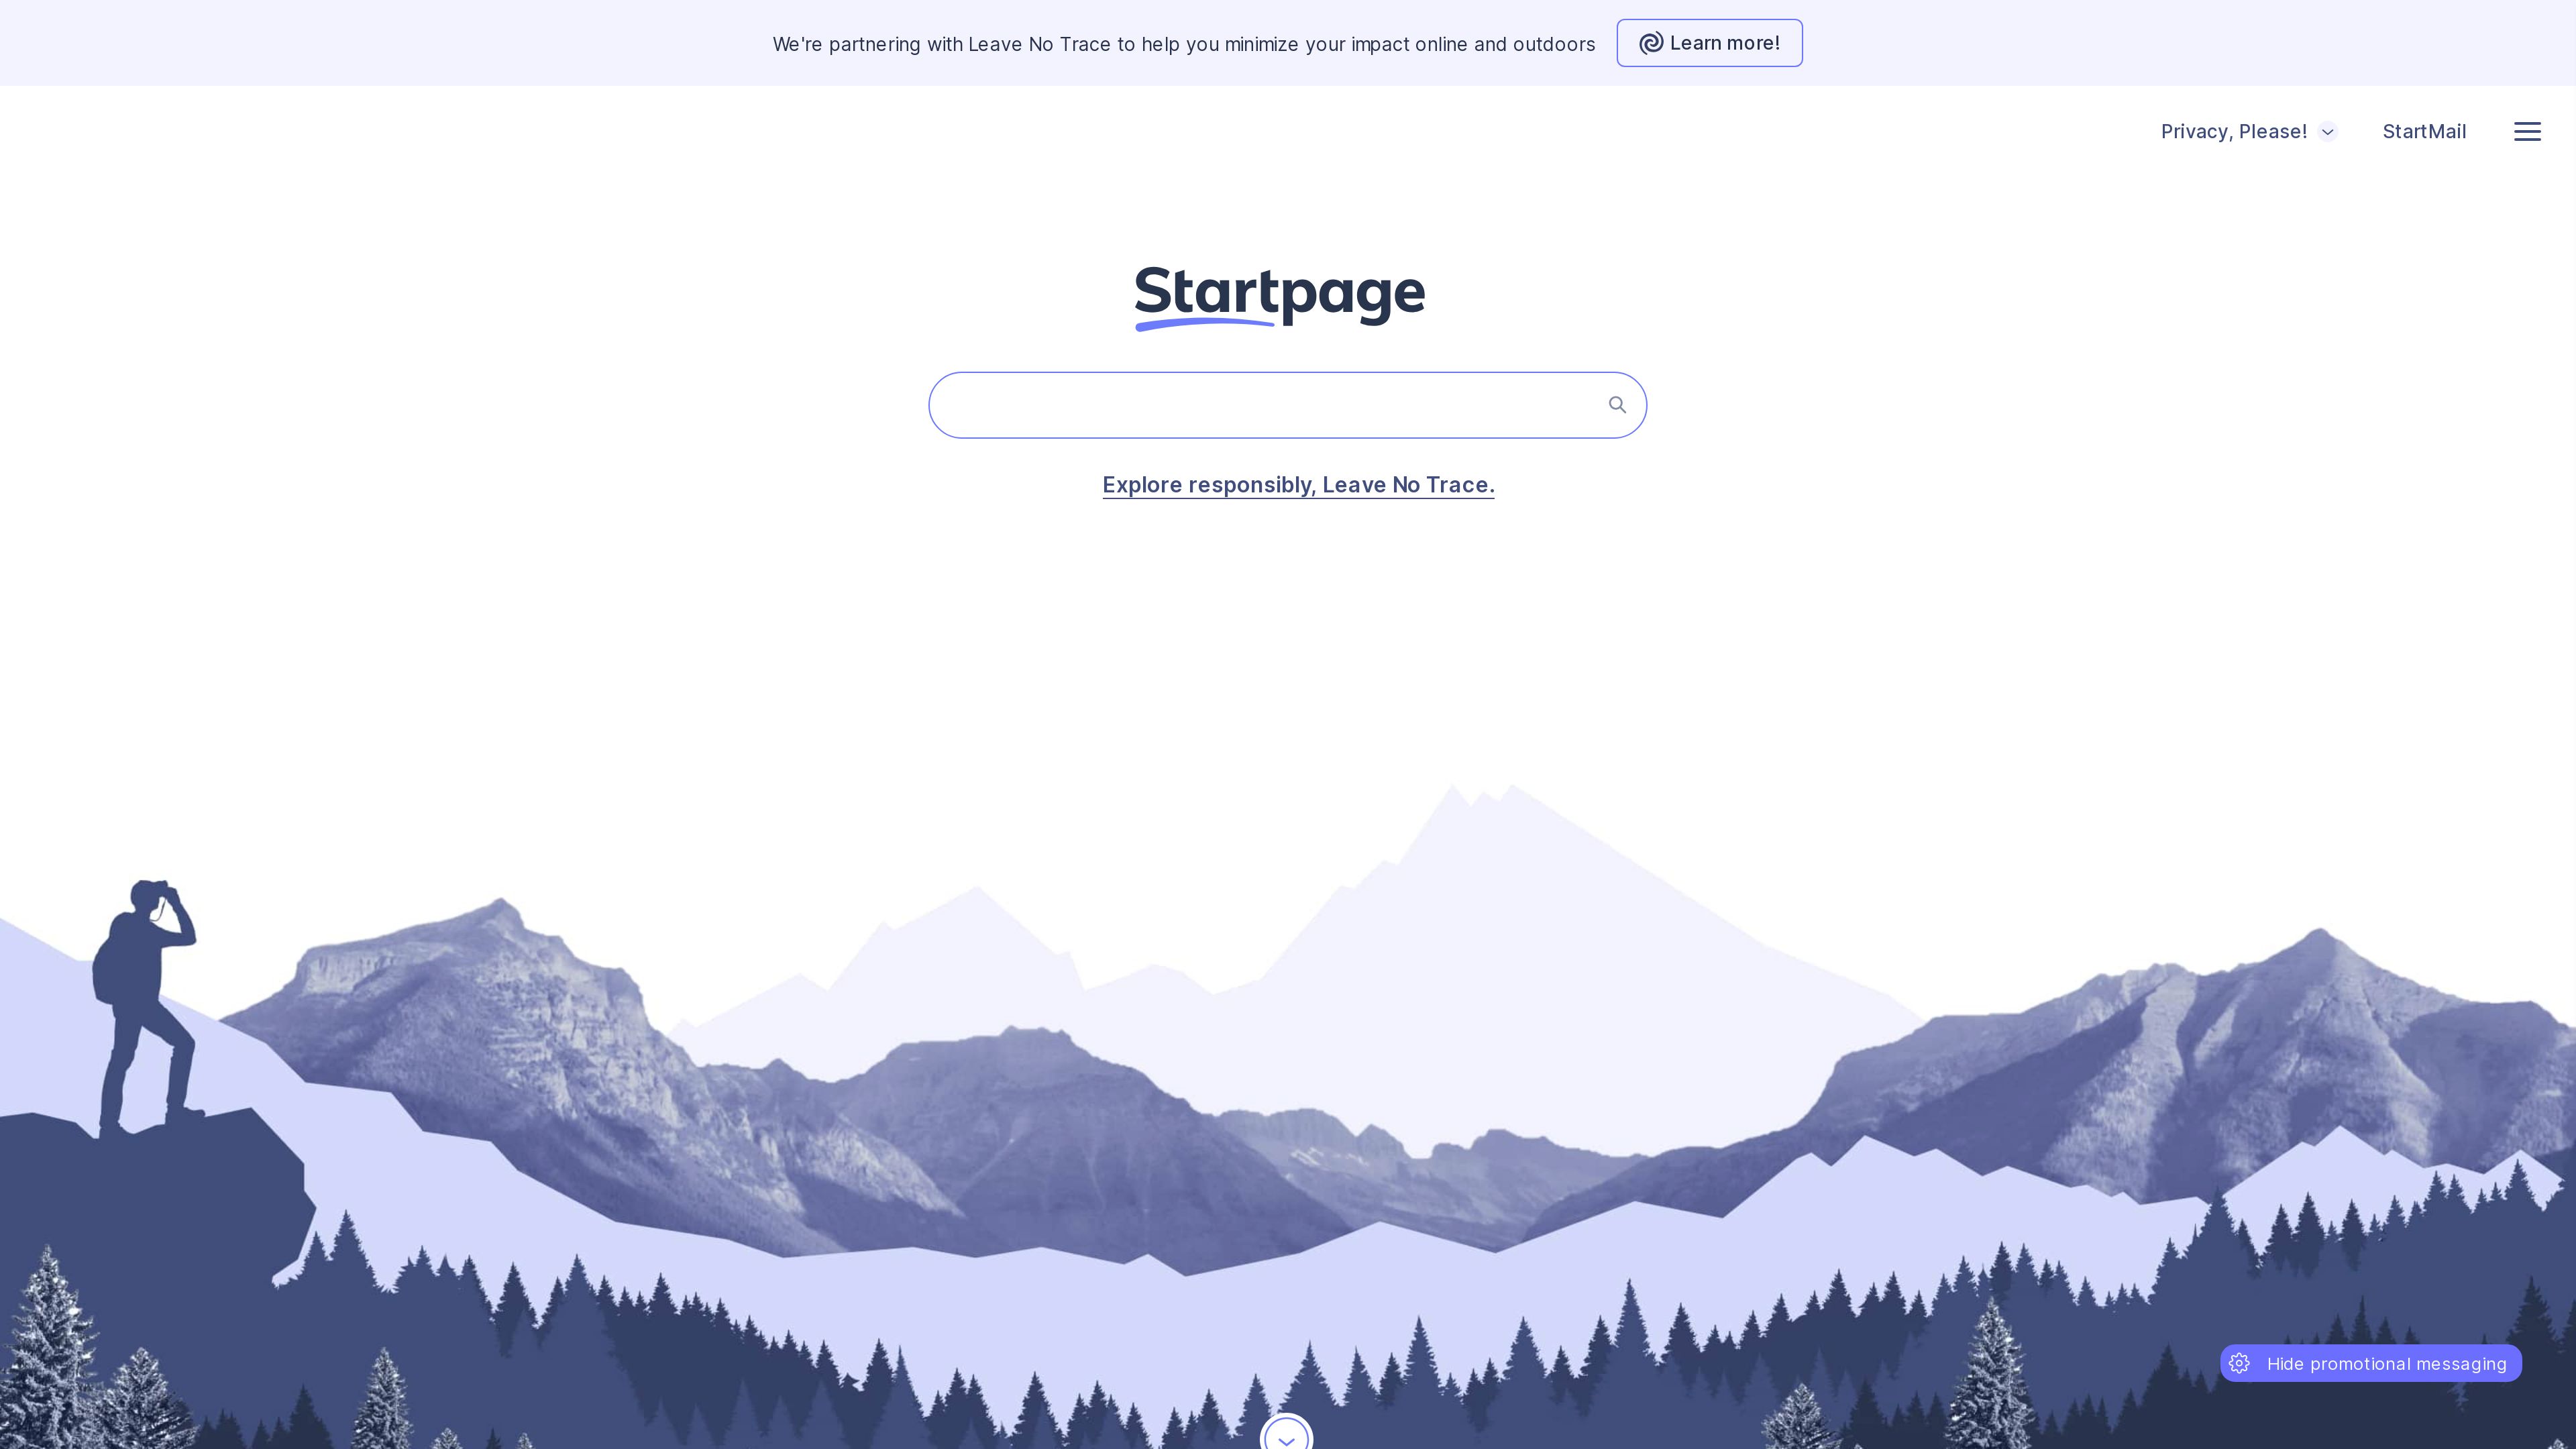 We're partnering with Leave No Trace to help you minimize your impact online and outdoors
Learn more!
Privacy, Please!
StartMail
Startpage
Explore responsibly, Leave No Trace.
Hide promotional messaging